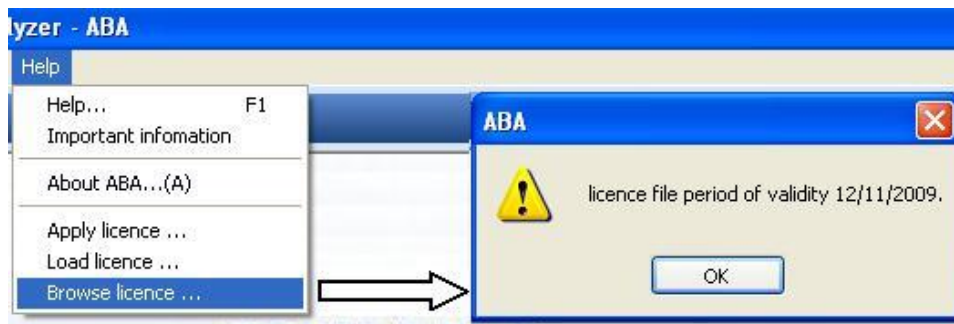 lyzer - ABA
Help
Help... F1
Important infomation
About ABA...(A)
Apply licence ...
Load licence ...
Browse licence ...
ABA
licence file period of validity 12/11/2009.
OK